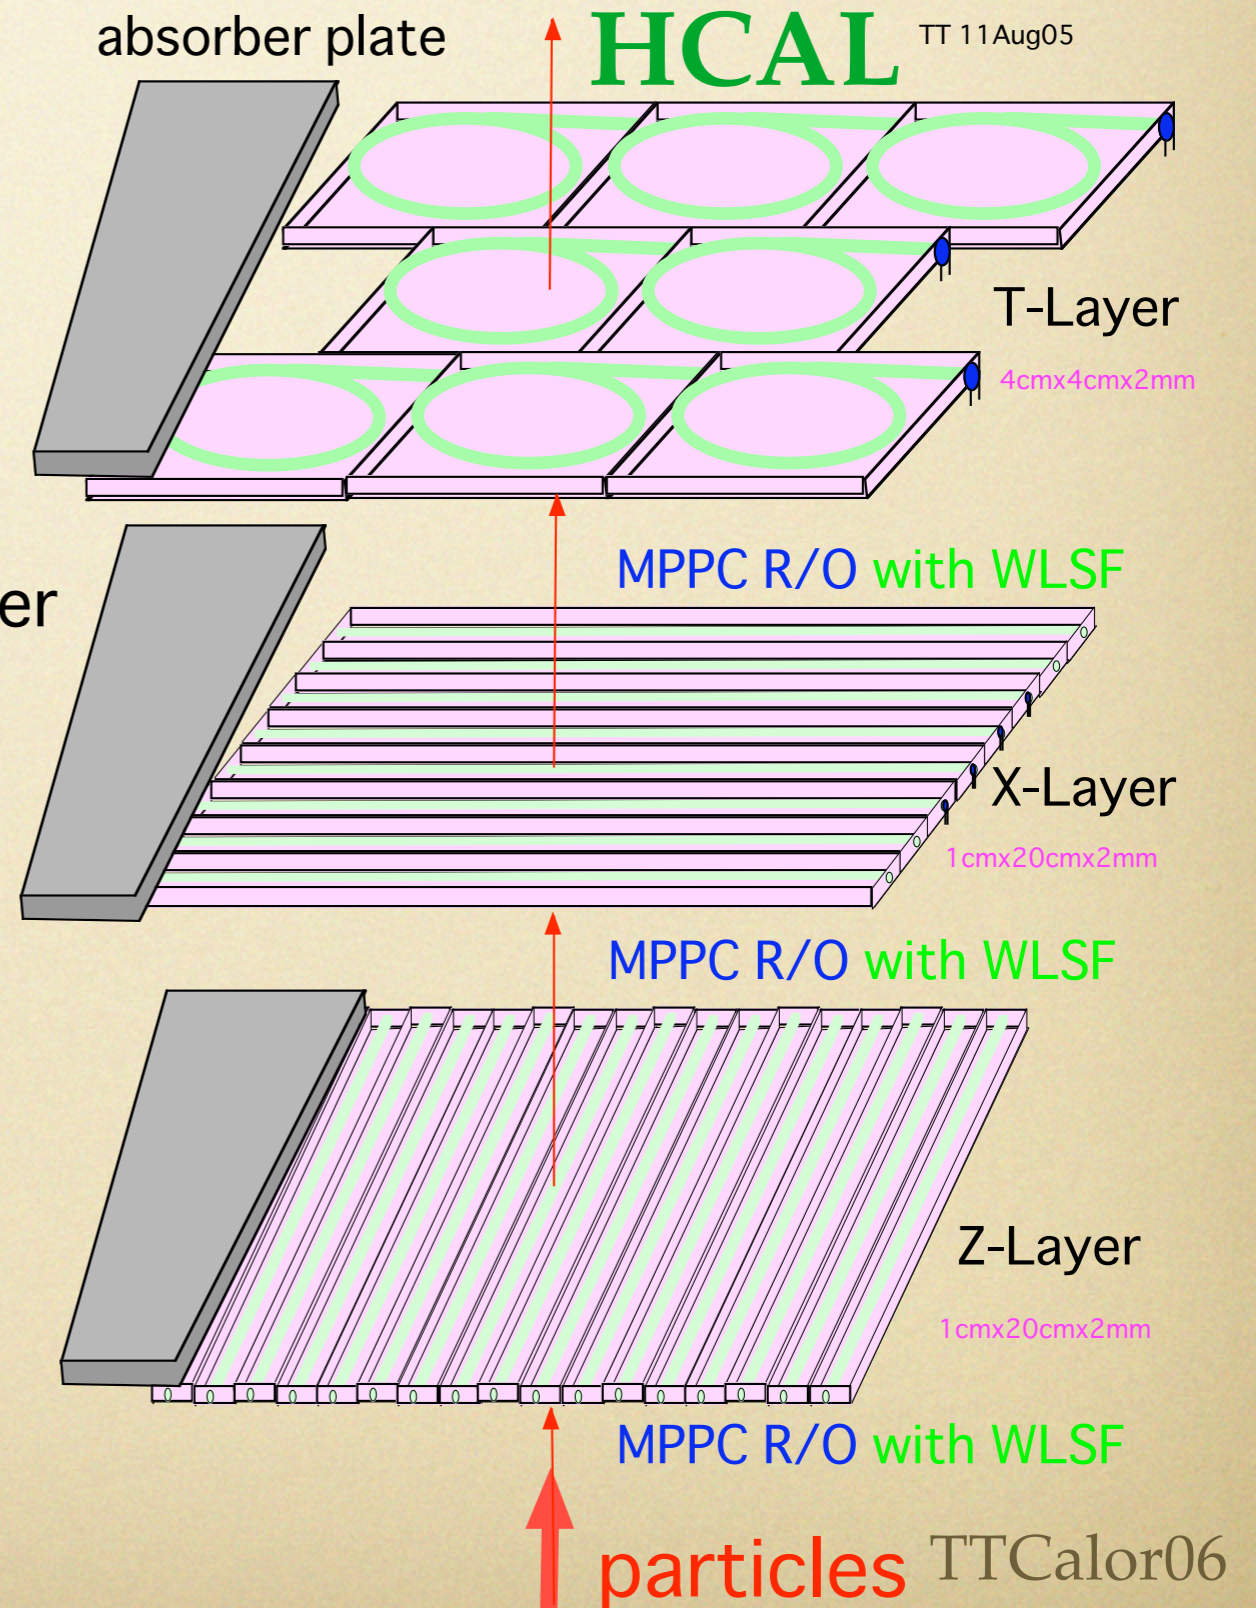 absorber plate
HCAL
TT 11Aug05
T-Layer
4cmx4cmx2mm
MPPC R/O with WLSF
er
X-Layer
1cmx20cmx2mm
MPPC R/O with WLSF
Z-Layer
1cmx20cmx2mm
MPPC R/O with WLSF
particles
TTCalor06